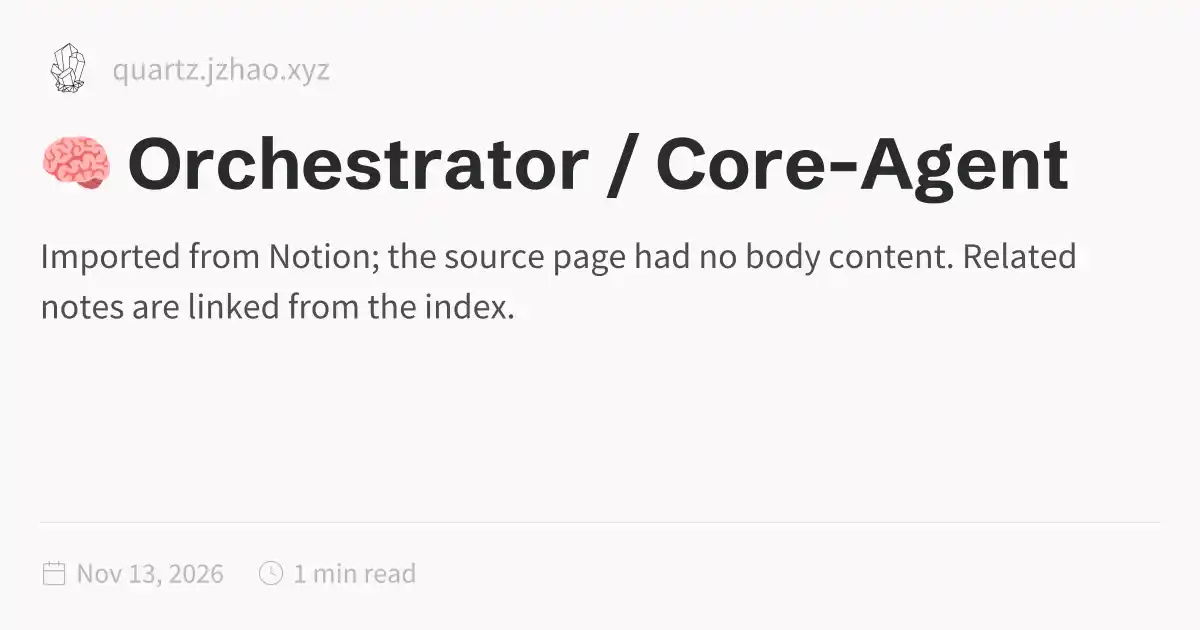 quartz.jzhao.xyz
🧠 Orchestrator / Core-Agent
Imported from Notion; the source page had no body content. Related
notes are linked from the index.
Nov 13, 2026 1 min read